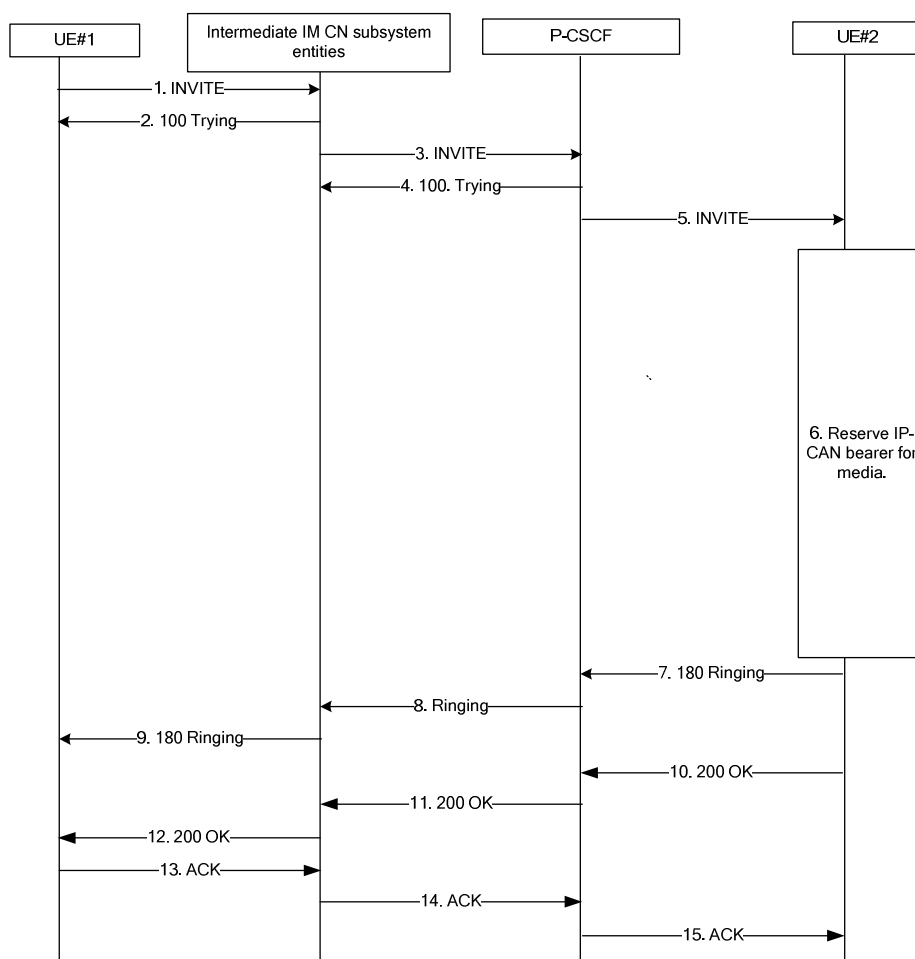 UE#1
Intermediate IM CN subsystem
entities
P-CSCF
UE#2
1. INVITE
2. 100 Trying
3. INVITE
4. 100. Trying
5. INVITE
6. Reserve IP-
CAN bearer for
media.
7. 180 Ringing
8. Ringing
9. 180 Ringing
10. 200 OK
11. 200 OK
12. 200 OK
13. ACK
14. ACK
15. ACK